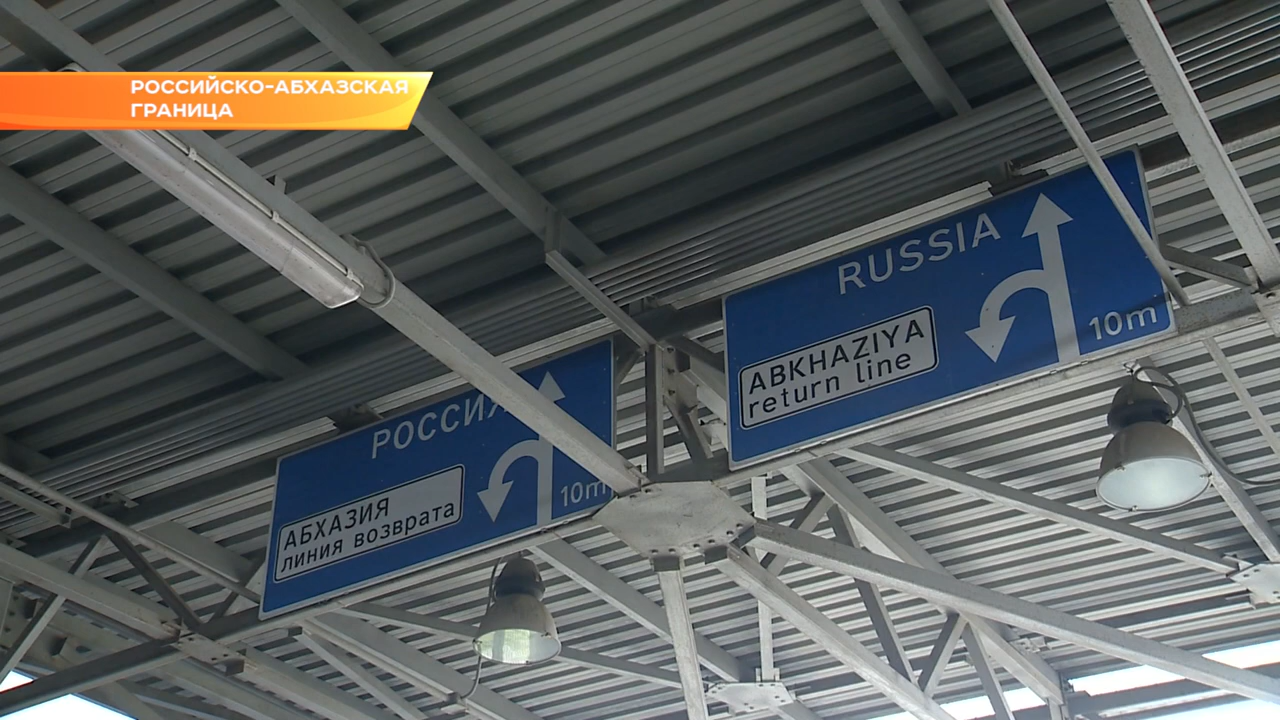 РОССИЙСКО-АБХАЗСКАЯ
ГРАНИЦА
РОССИЯ
АБХАЗИЯ
линия возврата
10m
RUSSIA
ABKHAZIYA
return line
10m